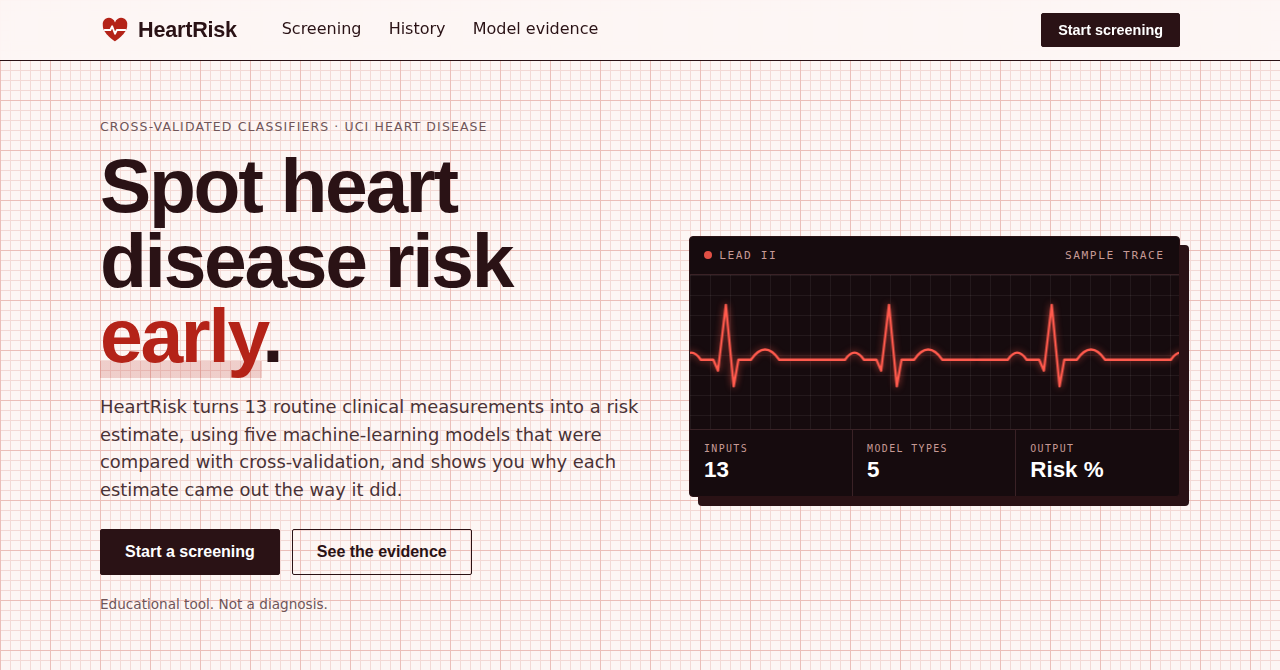 HeartRisk
Screening
History
Model evidence
Start screening
CROSS-VALIDATED CLASSIFIERS · UCI HEART DISEASE
Spot heart
disease risk
early.
HeartRisk turns 13 routine clinical measurements into a risk
estimate, using five machine-learning models that were
compared with cross-validation, and shows you why each
estimate came out the way it did.
Start a screening
See the evidence
Educational tool. Not a diagnosis.
LEAD II
SAMPLE TRACE
INPUTS
13
MODEL TYPES
5
OUTPUT
Risk %